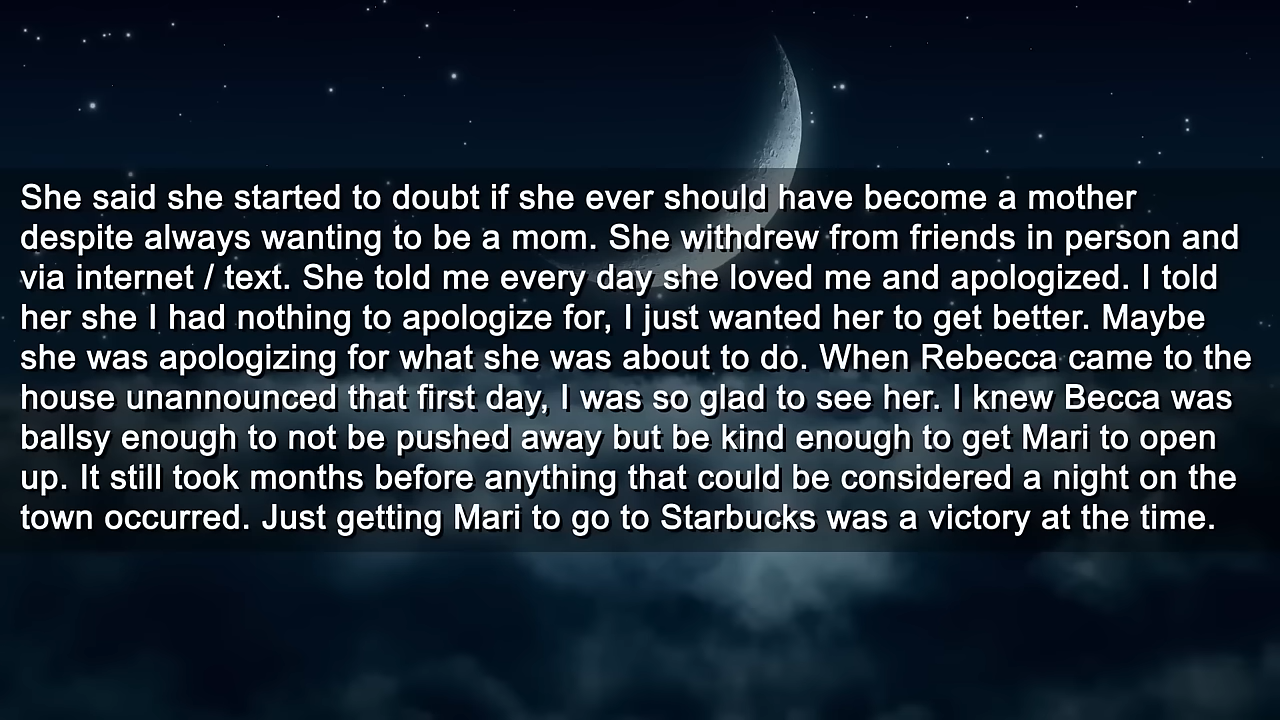 She said she started to doubt if she ever should have become a mother
despite always wanting to be a mom. She withdrew from friends in person and
via internet / text. She told me every day she loved me and apologized. I told
her she I had nothing to apologize for, I just wanted her to get better. Maybe
she was apologizing for what she was about to do. When Rebecca came to the
house unannounced that first day, I was so glad to see her. I knew Becca was
ballsy enough to not be pushed away but be kind enough to get Mari to open
up. It still took months before anything that could be considered a night on the
town occurred. Just getting Mari to go to Starbucks was a victory at the time.